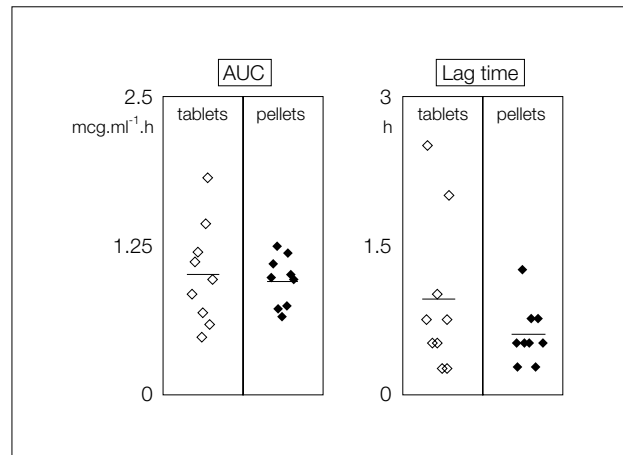 AUC
Lag time
2.5
mcg.ml⁻¹.h
tablets
pellets
1.25
0
3
h
tablets
pellets
1.5
0